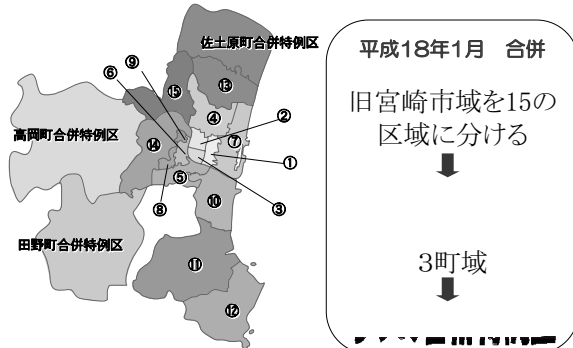 佐土原町合併特例区
⑨
⑥
⑮
⑬
④
②
高岡町合併特例区
⑦
⑭
①
⑤
⑧
③
⑩
田野町合併特例区
⑪
⑫
平成18年1月 合併
旧宮崎市域を15の
区域に分ける
3町域